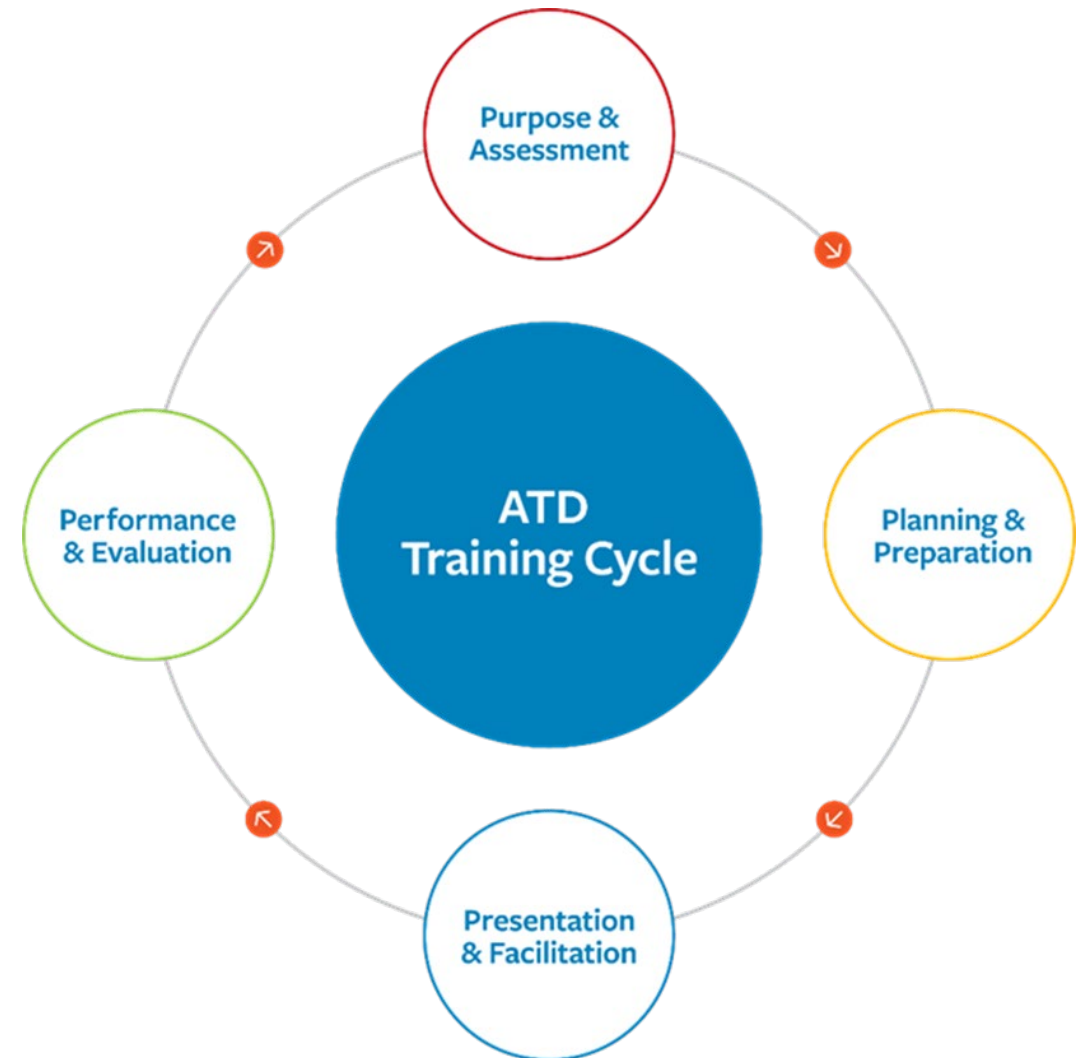 Purpose &
Assessment
Performance
& Evaluation
ATD
Training Cycle
Planning &
Preparation
Presentation
& Facilitation